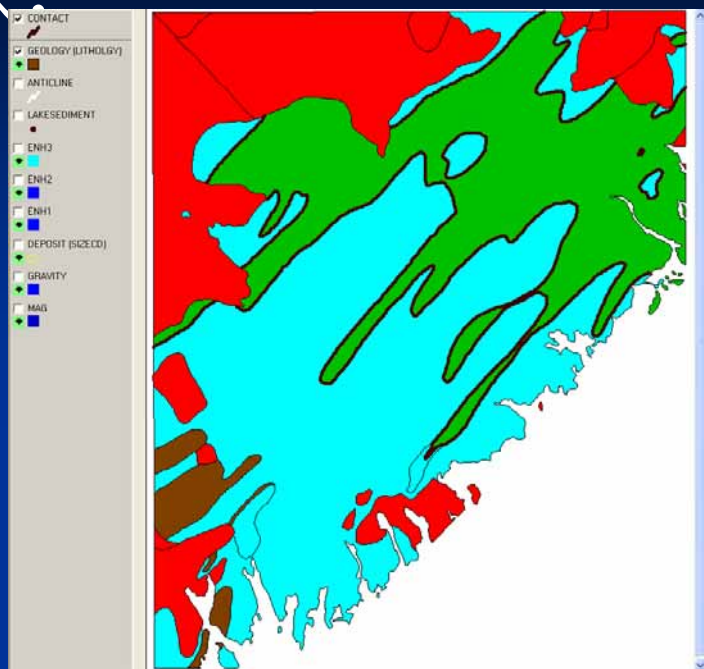 CONTACT
GEOLOGY (LITHOLGY)
ANTICLINE
LAKESEDIMENT
ENH3
ENH2
ENH1
DEPOSIT (SIZECD)
GRAVITY
MAG